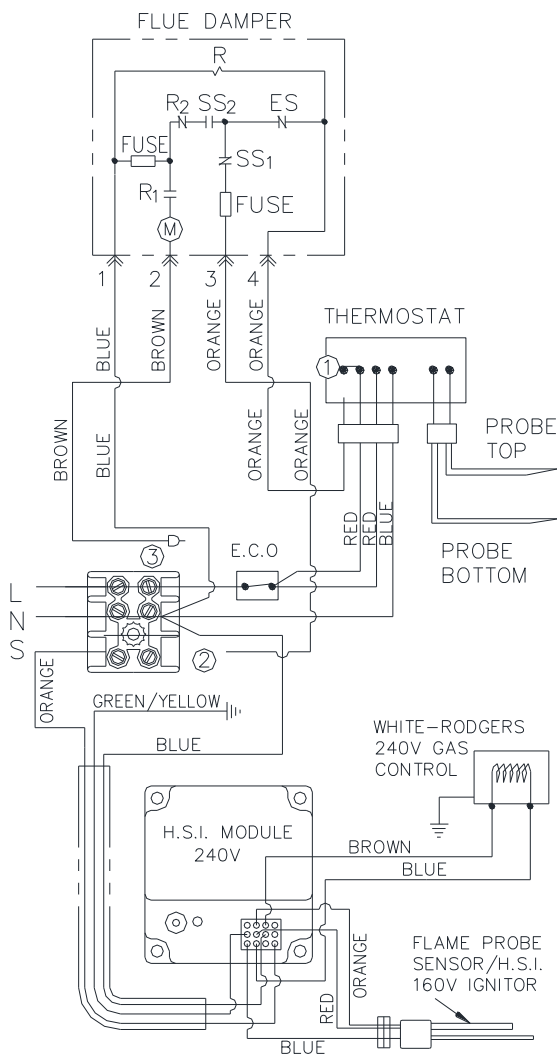 FLUE DAMPER
R
R2 SS2 ES
FUSE
SS1
R1
FUSE
M
1 2 3 4
BLUE
BROWN
ORANGE
ORANGE
THERMOSTAT
1
BROWN
BLUE
ORANGE
ORANGE
RED
RED
BLUE
PROBE
TOP
PROBE
BOTTOM
3
E.C.O
L
N
S
2
ORANGE
GREEN/YELLOW
BLUE
WHITE-RODGERS
240V GAS
CONTROL
H.S.I. MODULE
240V
BROWN
BLUE
ORANGE
RED
FLAME PROBE
SENSOR/H.S.I.
160V IGNITOR
BLUE